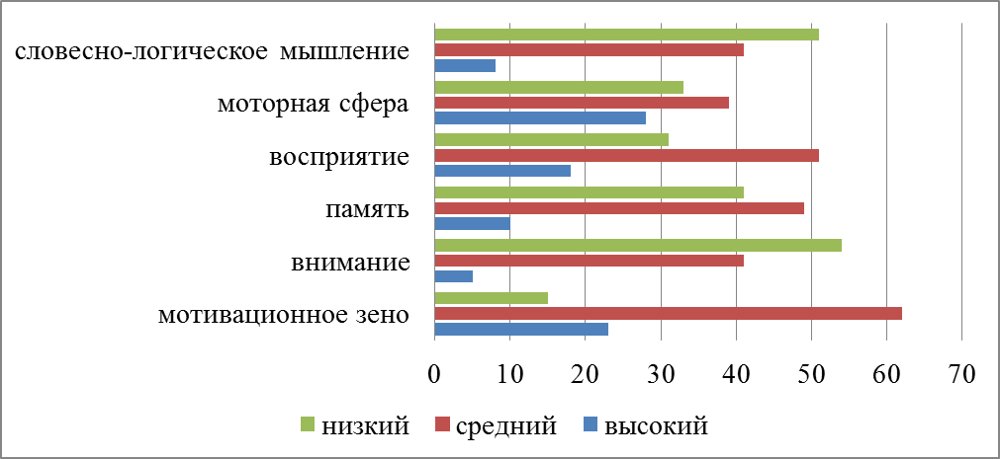 словесно-логическое мышление
моторная сфера
восприятие
память
внимание
мотивационное зено
0 10 20 30 40 50 60 70
низкий средний высокий